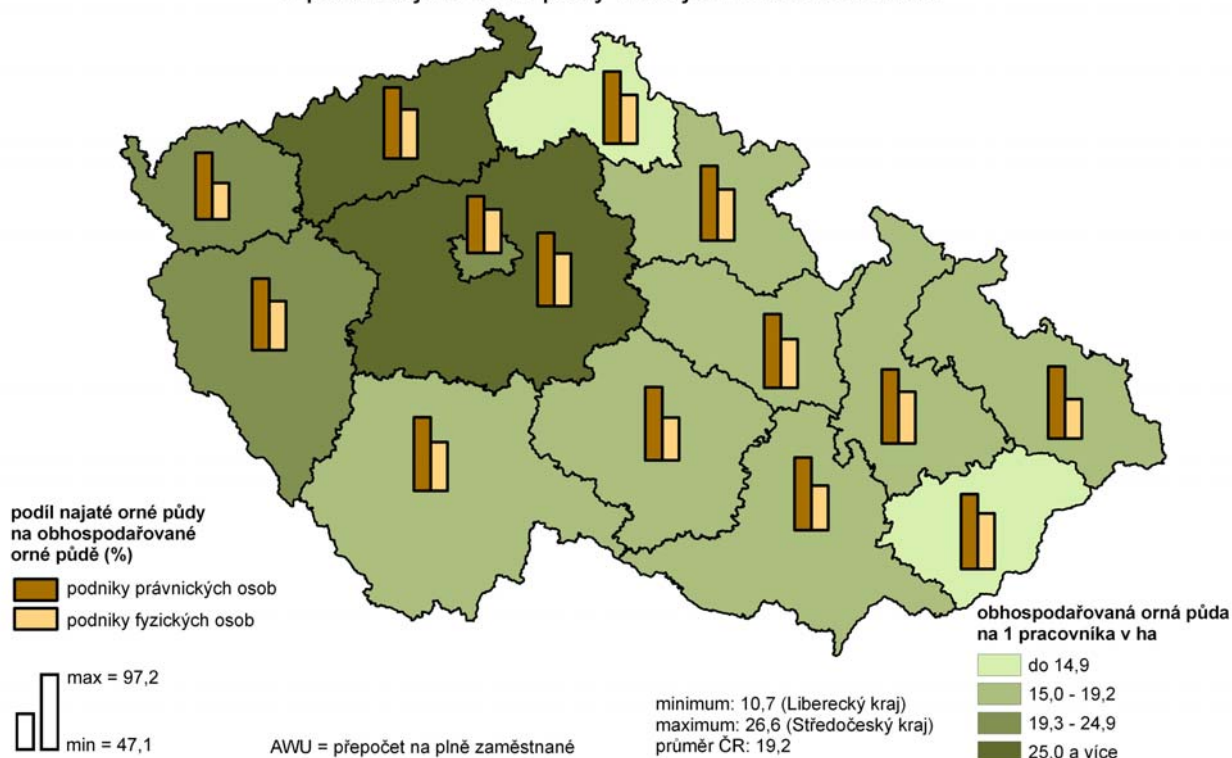 podíl najaté orné půdy
na obhospodařované
orné půdě (%)
podniky právnických osob
podniky fyzických osob
max = 97,2
min = 47,1
AWU = přepočet na plně zaměstnané
minimum: 10,7 (Liberecký kraj)
maximum: 26,6 (Středočeský kraj)
průměr ČR: 19,2
obhospodařovaná orná půda
na 1 pracovníka v ha
do 14,9
15,0 - 19,2
19,3 - 24,9
25,0 a více